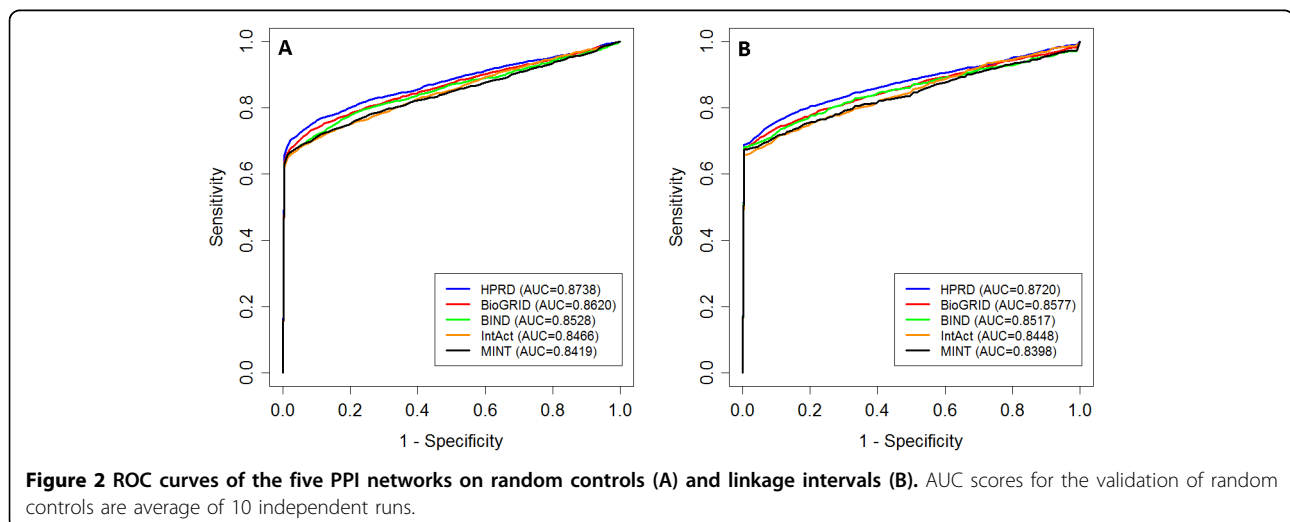 A
1.0
0.8
0.6
0.4
0.2
0.0
Sensitivity
HPRD (AUC=0.8738)
BioGRID (AUC=0.8620)
BIND (AUC=0.8528)
IntAct (AUC=0.8466)
MINT (AUC=0.8419)
0.0 0.2 0.4 0.6 0.8 1.0
1 - Specificity
B
1.0
0.8
0.6
0.4
0.2
0.0
Sensitivity
HPRD (AUC=0.8720)
BioGRID (AUC=0.8577)
BIND (AUC=0.8517)
IntAct (AUC=0.8448)
MINT (AUC=0.8398)
0.0 0.2 0.4 0.6 0.8 1.0
1 - Specificity
Figure 2 ROC curves of the five PPI networks on random controls (A) and linkage intervals (B). AUC scores for the validation of random
controls are average of 10 independent runs.